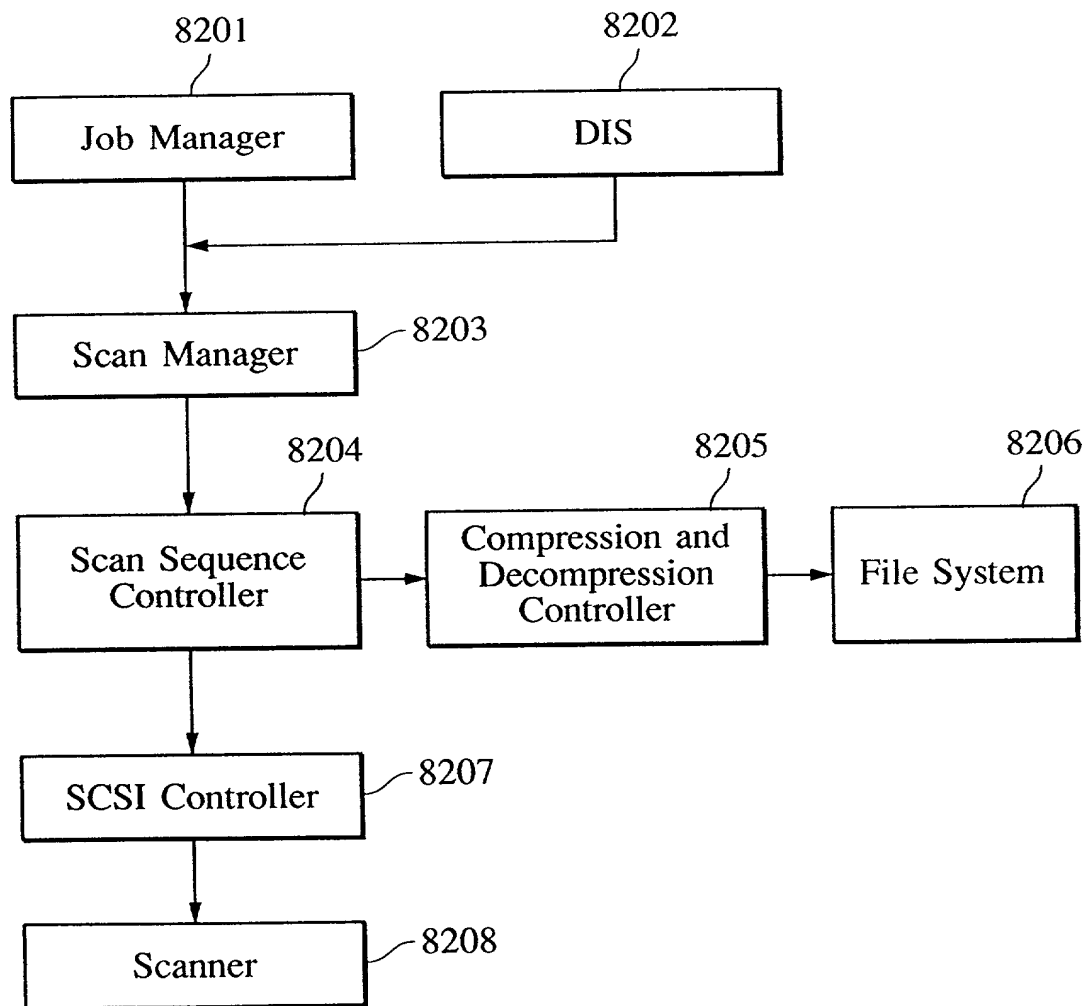 8201
8202
Job Manager
DIS
Scan Manager
8203
8204
8205
8206
Scan Sequence
Controller
Compression and
Decompression
Controller
File System
SCSI Controller
8207
Scanner
8208